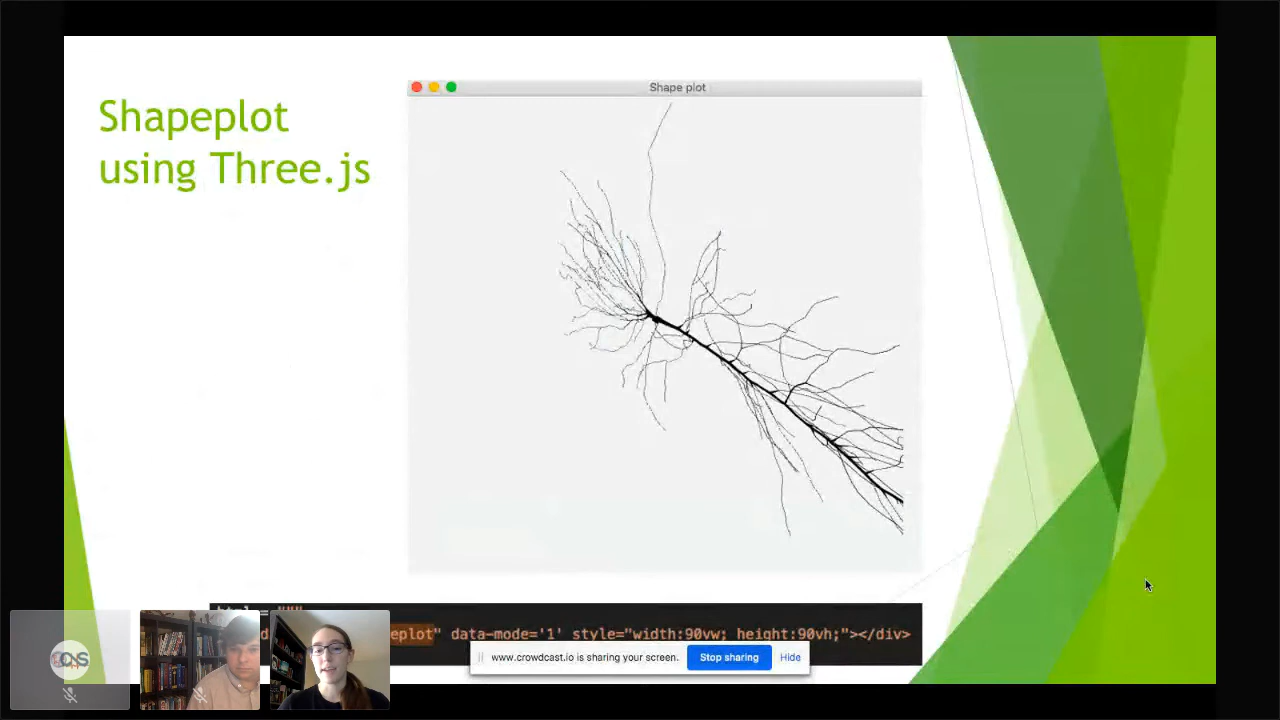 Shape plot
Shapeplot
using Three.js
eplot" data-mode='1' style="width:90vw; height:90vh;"></div>
www.crowdcast.io is sharing your screen. Stop sharing Hide